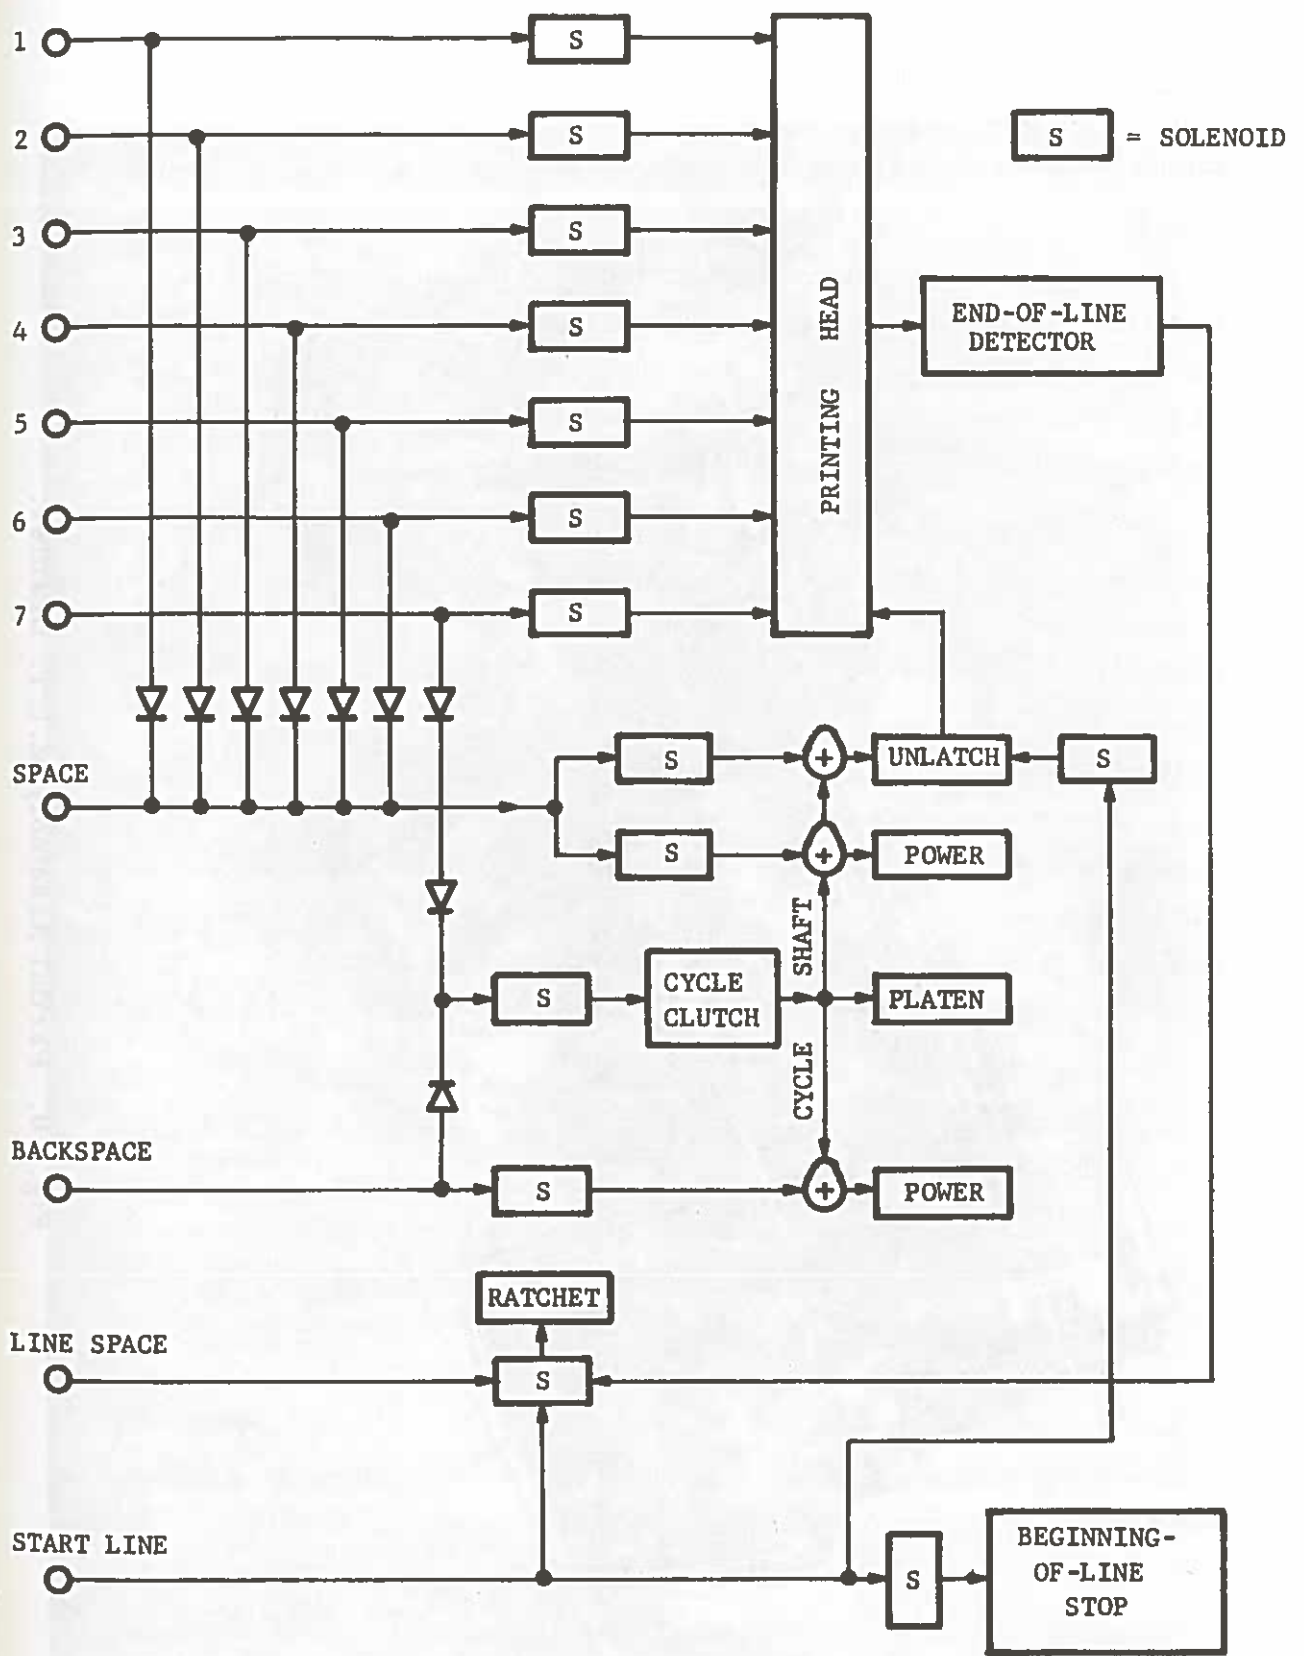 1
S
2
S
S = SOLENOID
3
S
4
S
PRINTING HEAD
END-OF-LINE
DETECTOR
5
S
6
S
7
S
SPACE
S
+
UNLATCH
S
S
+
POWER
S
CYCLE
CLUTCH
CYCLE SHAFT
PLATEN
BACKSPACE
S
+
POWER
RATCHET
LINE SPACE
S
START LINE
S
BEGINNING-
OF-LINE
STOP